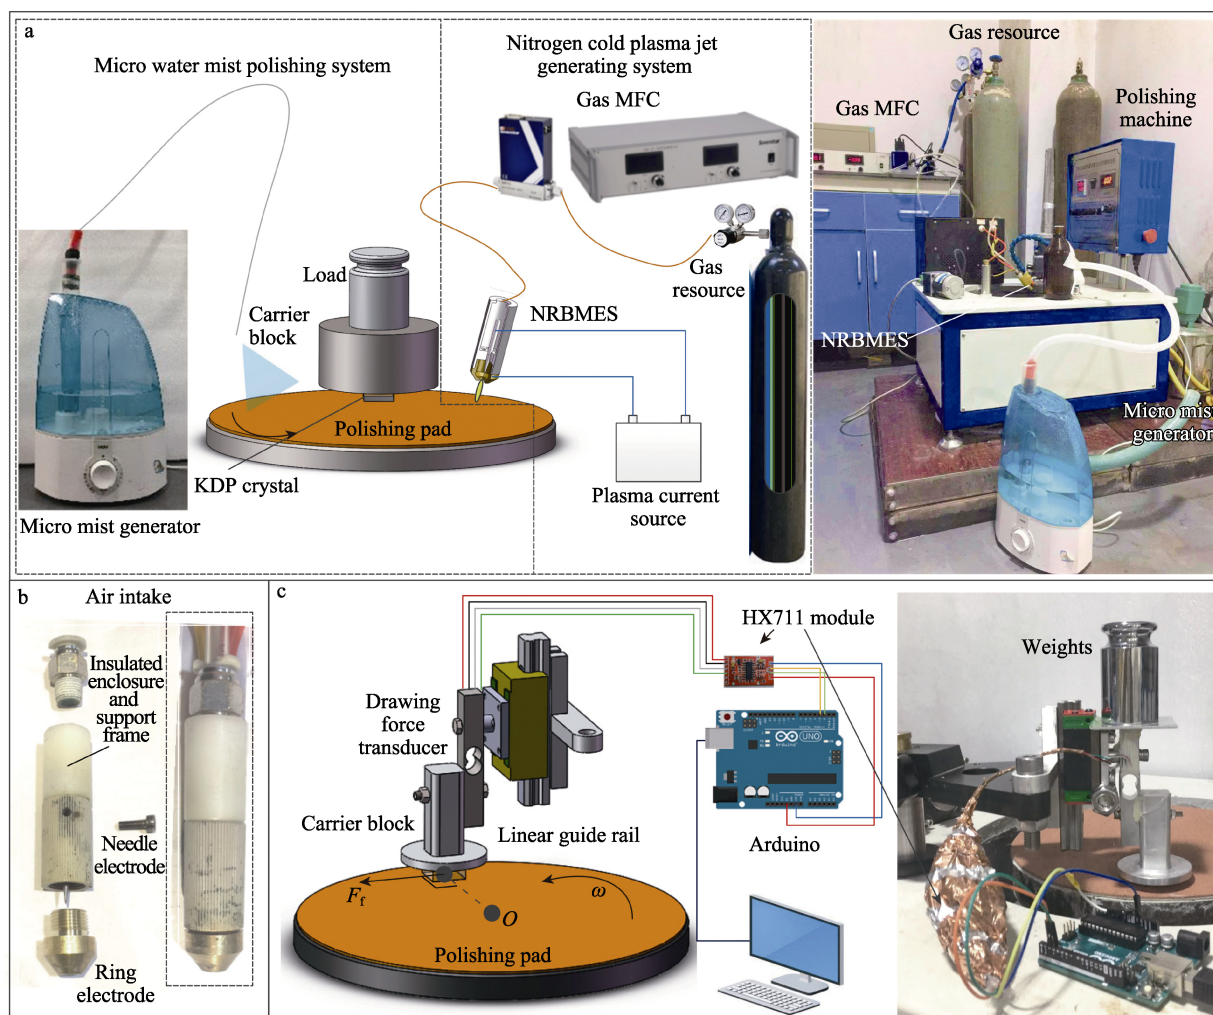 a
Micro water mist polishing system
Nitrogen cold plasma jet
generating system
Gas MFC
Load
Carrier
block
NRBMES
Gas
resource
Polishing pad
KDP crystal
Plasma current
source
Micro mist generator
Gas resource
Gas MFC
Polishing
machine
NRBMES
Micro mist
generator
b
Air intake
Insulated
enclosure
and
support
frame
Needle
electrode
Ring
electrode
c
HX711 module
Drawing
force
transducer
Carrier block
Linear guide rail
UNO
Arduino
Ff
ω
O
Polishing pad
Weights